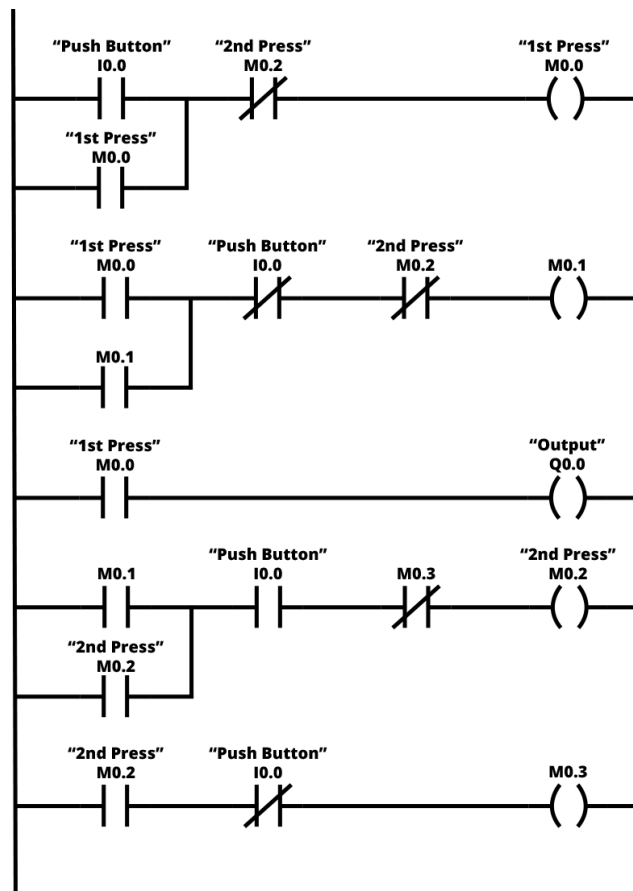 “Push Button” “2nd Press” “1st Press”
I0.0 M0.2 M0.0
“1st Press”
M0.0
“1st Press” “Push Button” “2nd Press”
M0.0 I0.0 M0.2 M0.1
M0.1
“1st Press” “Output”
M0.0 Q0.0
“Push Button” “2nd Press”
M0.1 I0.0 M0.3 M0.2
“2nd Press”
M0.2
“2nd Press” “Push Button”
M0.2 I0.0 M0.3